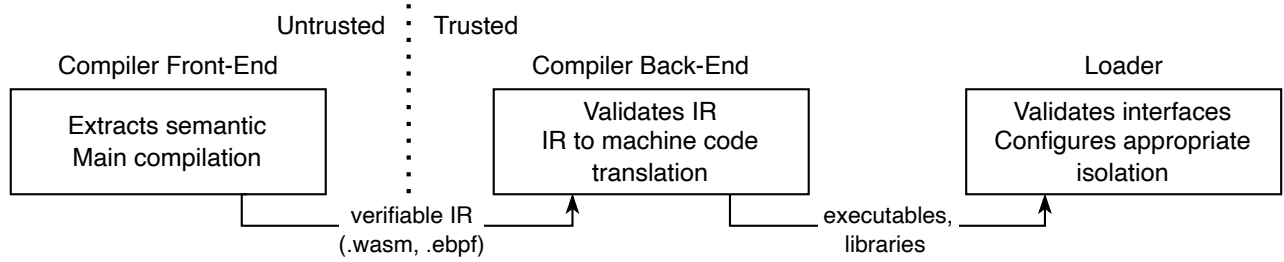 Untrusted
Trusted
Compiler Front-End
Compiler Back-End
Loader
Extracts semantic
Main compilation
Validates IR
IR to machine code
translation
Validates interfaces
Configures appropriate
isolation
verifiable IR
(.wasm, .ebpf)
executables,
libraries